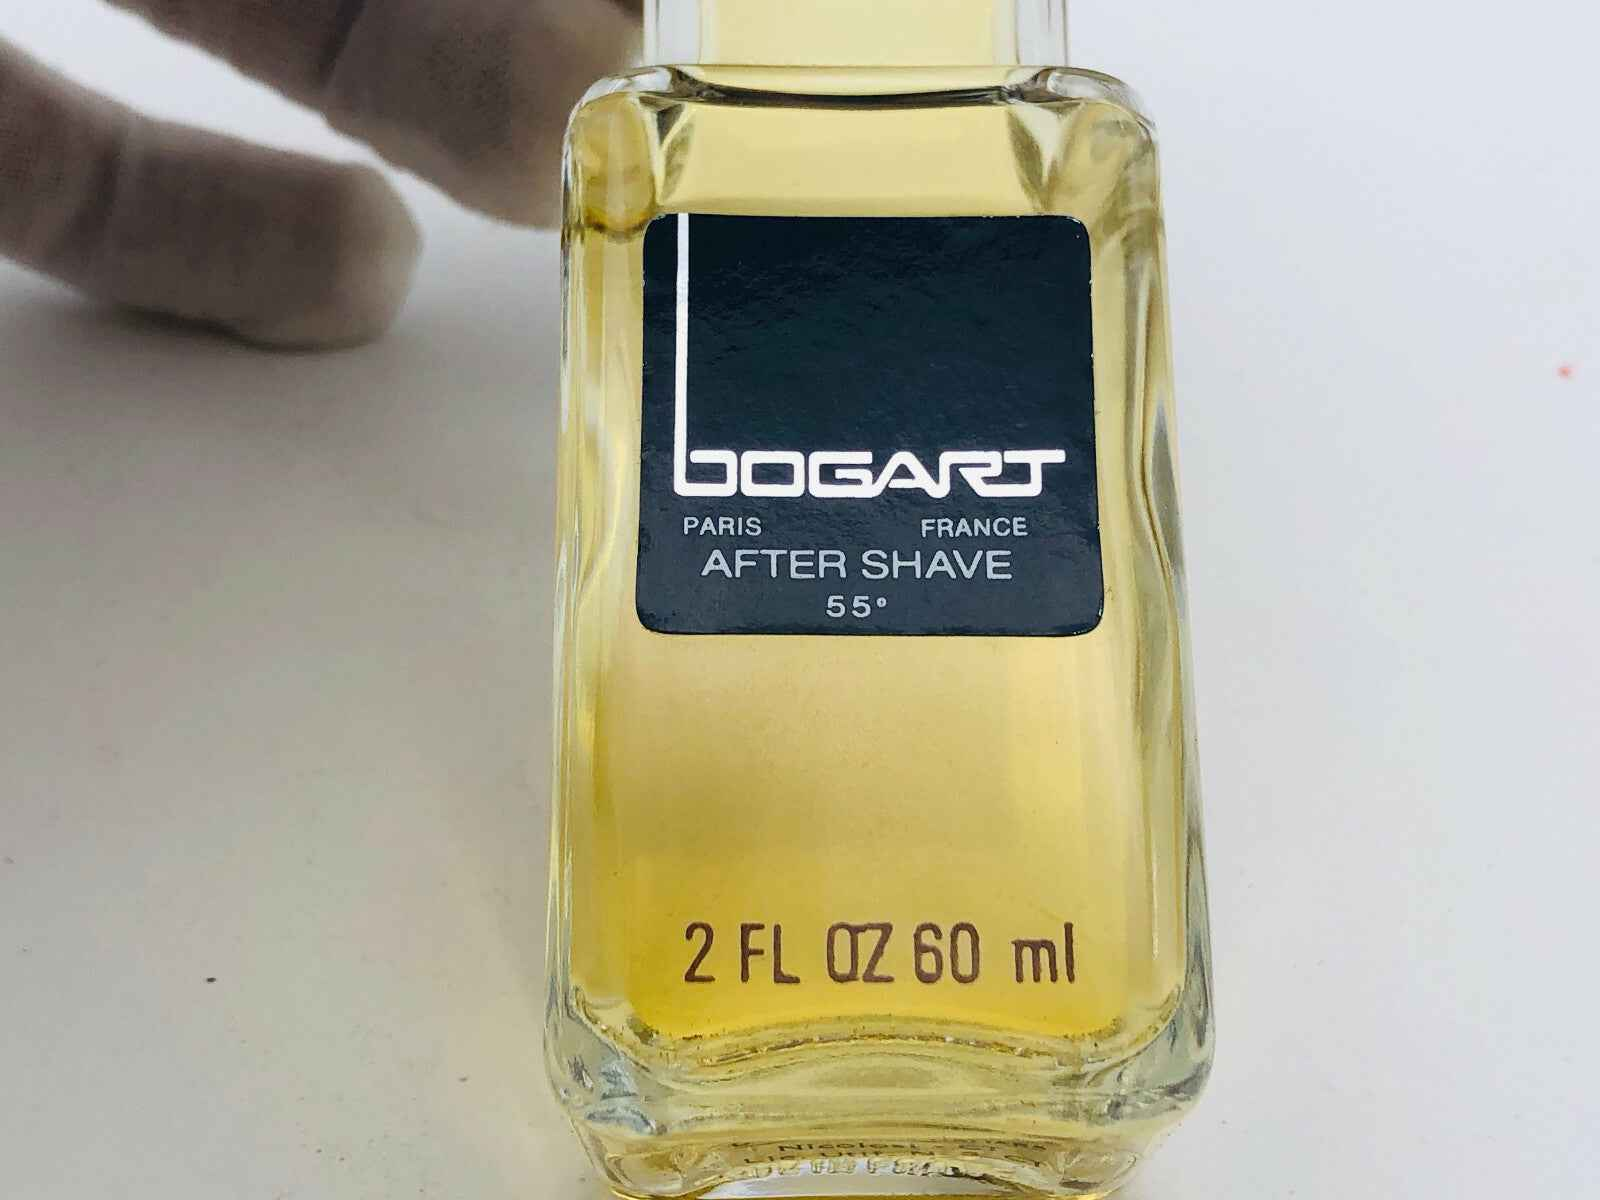 bOGART
PARIS FRANCE
AFTER SHAVE
55°
2 FL OZ 60 ml